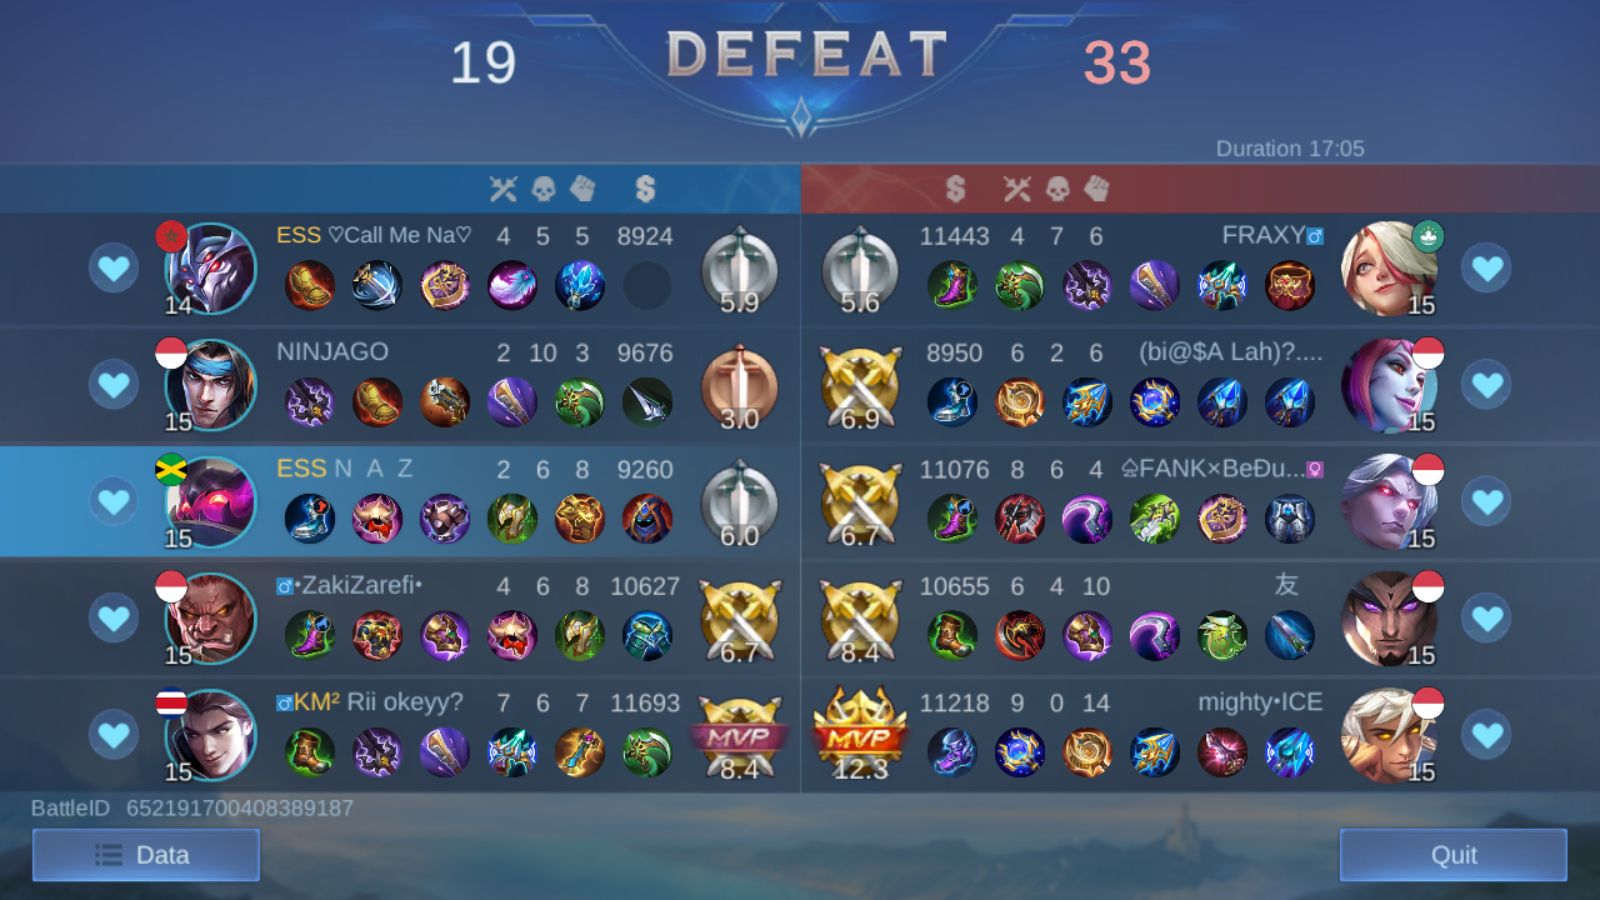 19 DEFEAT 33
Duration 17:05
ESS ♡Call Me Na♡ 4 5 5 8924 5.9 14
5.6 11443 4 7 6 FRAXY♂ 15
NINJAGO 2 10 3 9676 3.0 15
6.9 8950 6 2 6 (bi@$A Lah)?.... 15
ESS N A Z 2 6 8 9260 6.0 15
6.7 11076 8 6 4 ♤FANK×BeĐu...♀ 15
♂•ZakiZarefi• 4 6 8 10627 6.7 15
8.4 10655 6 4 10 友 15
♂KM² Rii okeyy? 7 6 7 11693 MVP 8.4 15
MVP 12.3 11218 9 0 14 mighty•ICE 15
BattleID 652191700408389187
Data
Quit